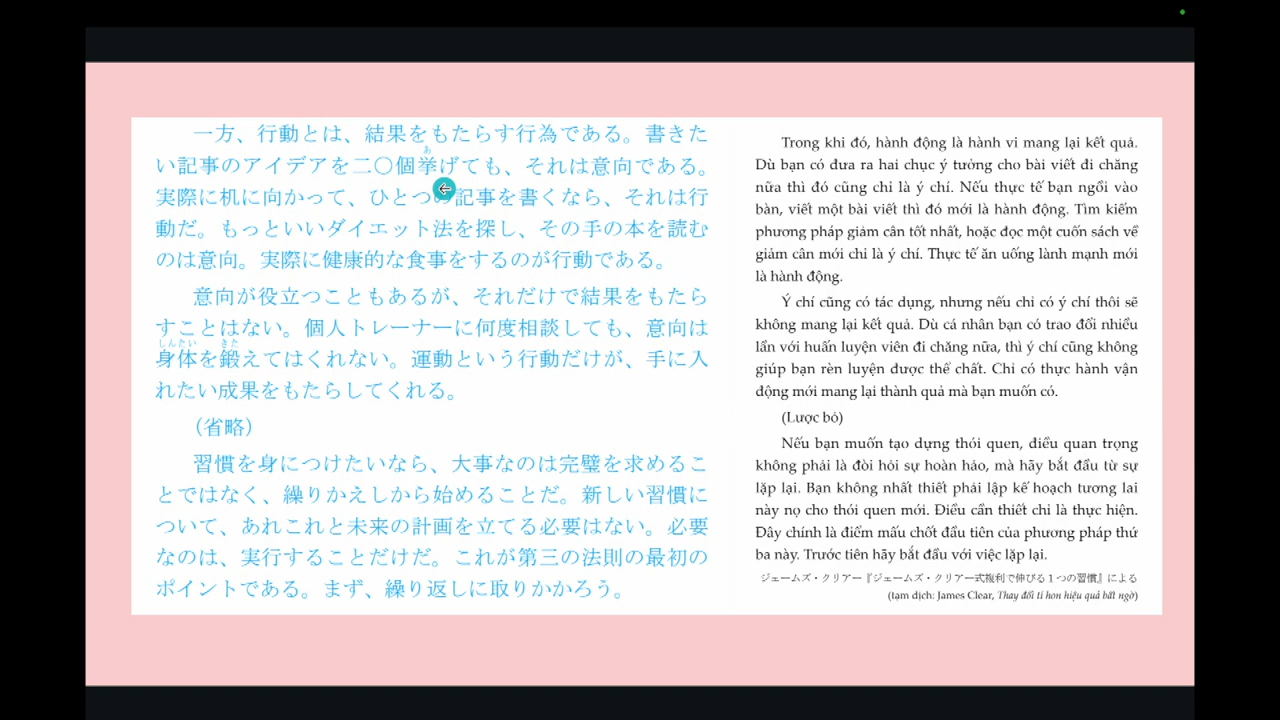 一方、行動とは、結果をもたらす行為である。書きた
い記事のアイデアを二〇個挙げても、それは意向である。
実際に机に向かって、ひとつの記事を書くなら、それは行
動だ。もっといいダイエット法を探し、その手の本を読む
のは意向。実際に健康的な食事をするのが行動である。
意向が役立つこともあるが、それだけで結果をもたら
すことはない。個人トレーナーに何度相談しても、意向は
身体を鍛えてはくれない。運動という行動だけが、手に入
れたい成果をもたらしてくれる。
（省略）
習慣を身につけたいなら、大事なのは完璧を求めるこ
とではなく、繰りかえしから始めることだ。新しい習慣に
ついて、あれこれと未来の計画を立てる必要はない。必要
なのは、実行することだけだ。これが第三の法則の最初の
ポイントである。まず、繰り返しに取りかかろう。
Trong khi đó, hành động là hành vi mang lại kết quả.
Dù bạn có đưa ra hai chục ý tưởng cho bài viết đi chăng
nữa thì đó cũng chỉ là ý chí. Nếu thực tế bạn ngồi vào
bàn, viết một bài viết thì đó mới là hành động. Tìm kiếm
phương pháp giảm cân tốt nhất, hoặc đọc một cuốn sách về
giảm cân mới chỉ là ý chí. Thực tế ăn uống lành mạnh mới
là hành động.
Ý chí cũng có tác dụng, nhưng nếu chỉ có ý chí thôi sẽ
không mang lại kết quả. Dù cá nhân bạn có trao đổi nhiều
lần với huấn luyện viên đi chăng nữa, thì ý chí cũng không
giúp bạn rèn luyện được thể chất. Chỉ có thực hành vận
động mới mang lại thành quả mà bạn muốn có.
(Lược bỏ)
Nếu bạn muốn tạo dựng thói quen, điều quan trọng
không phải là đòi hỏi sự hoàn hảo, mà hãy bắt đầu từ sự
lặp lại. Bạn không nhất thiết phải lập kế hoạch tương lai
này nọ cho thói quen mới. Điều cần thiết chỉ là thực hiện.
Đây chính là điểm mấu chốt đầu tiên của phương pháp thứ
ba này. Trước tiên hãy bắt đầu với việc lặp lại.
ジェームズ・クリアー『ジェームズ・クリアー式複利で伸びる１つの習慣』による
(tạm dịch: James Clear, Thay đổi tí hon hiệu quả bất ngờ)